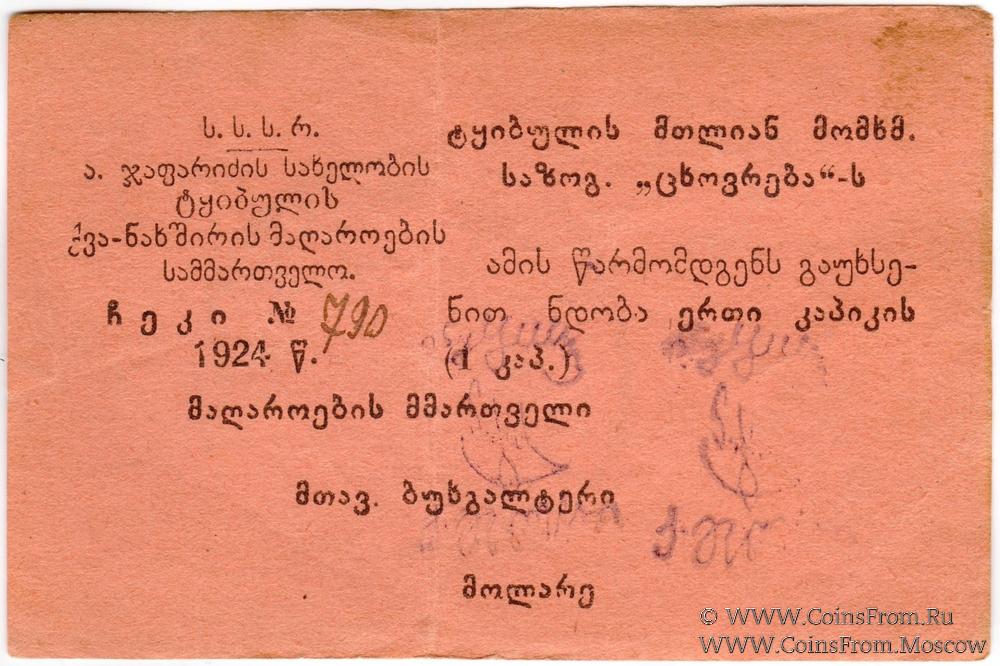 ს. ს. ს. რ.
ა. ჯაფარიძის სახელობის
ტყიბულის
ქვა-ნახშირის მაღაროების
სამმართველო.
ჩეკი № 790
1924 წ.
ტყიბულის მთლიან მომხმ.
საზოგ. „ცხოვრება“-ს
ამის წარმომდგენს გაუხსე-
ნით ნდობა ერთი კაპიკის
(1 კაპ.)
მაღაროების მმართველი
მთავ. ბუხგალტერი
მოლარე
© WWW.CoinsFrom.Ru
WWW.CoinsFrom.Moscow